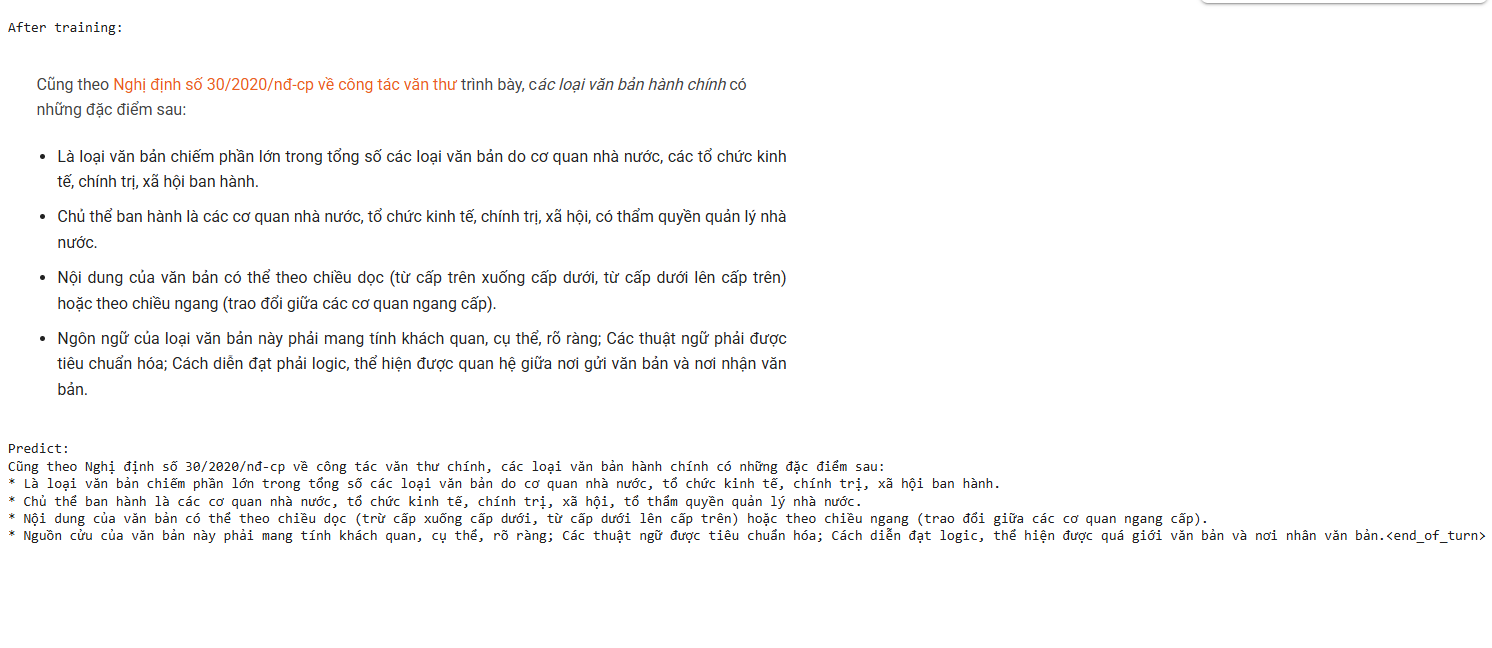 After training:
Cũng theo Nghị định số 30/2020/nđ-cp về công tác văn thư trình bày, các loại văn bản hành chính có
những đặc điểm sau:
• Là loại văn bản chiếm phần lớn trong tổng số các loại văn bản do cơ quan nhà nước, các tổ chức kinh
tế, chính trị, xã hội ban hành.
• Chủ thể ban hành là các cơ quan nhà nước, tổ chức kinh tế, chính trị, xã hội, có thẩm quyền quản lý nhà
nước.
• Nội dung của văn bản có thể theo chiều dọc (từ cấp trên xuống cấp dưới, từ cấp dưới lên cấp trên)
hoặc theo chiều ngang (trao đổi giữa các cơ quan ngang cấp).
• Ngôn ngữ của loại văn bản này phải mang tính khách quan, cụ thể, rõ ràng; Các thuật ngữ phải được
tiêu chuẩn hóa; Cách diễn đạt phải logic, thể hiện được quan hệ giữa nơi gửi văn bản và nơi nhận văn
bản.
Predict:
Cũng theo Nghị định số 30/2020/nđ-cp về công tác văn thư chính, các loại văn bản hành chính có những đặc điểm sau:
* Là loại văn bản chiếm phần lớn trong tổng số các loại văn bản do cơ quan nhà nước, tổ chức kinh tế, chính trị, xã hội ban hành.
* Chủ thể ban hành là các cơ quan nhà nước, tổ chức kinh tế, chính trị, xã hội, tổ thẩm quyền quản lý nhà nước.
* Nội dung của văn bản có thể theo chiều dọc (trừ cấp xuống cấp dưới, từ cấp dưới lên cấp trên) hoặc theo chiều ngang (trao đổi giữa các cơ quan ngang cấp).
* Nguồn cửu của văn bản này phải mang tính khách quan, cụ thể, rõ ràng; Các thuật ngữ được tiêu chuẩn hóa; Cách diễn đạt logic, thể hiện được quá giới văn bản và nơi nhân văn bản.<end_of_turn>